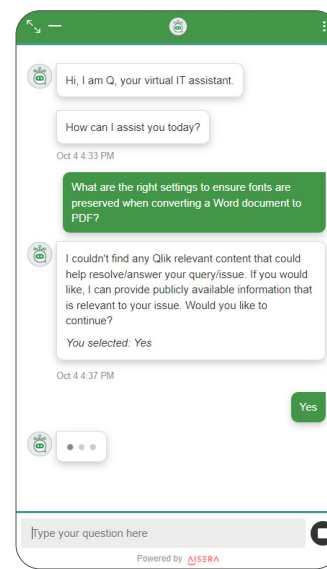 Hi, I am Q, your virtual IT assistant.
How can I assist you today?
Oct 4 4:33 PM
What are the right settings to ensure fonts are
preserved when converting a Word document to
PDF?
I couldn't find any Qlik relevant content that could
help resolve/answer your query/issue. If you would
like, I can provide publicly available information that
is relevant to your issue. Would you like to
continue?
You selected: Yes
Oct 4 4:37 PM
Yes
Type your question here
Powered by AISERA